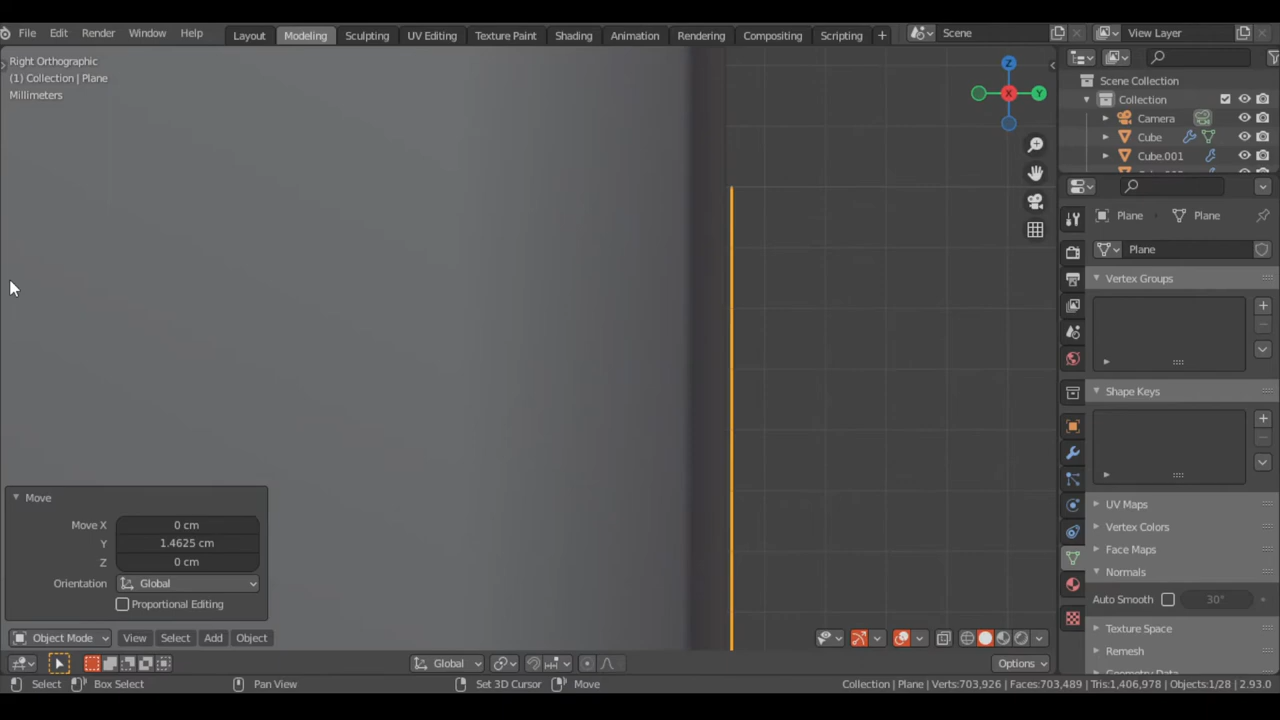 File Edit Render Window Help Layout Modeling Sculpting UV Editing Texture Paint Shading Animation Rendering Compositing Scripting + Scene View Layer
Right Orthographic
(1) Collection | Plane
Millimeters
Z
X
Y
Scene Collection
Collection
Camera
Cube
Cube.001
Plane Plane
Plane
Vertex Groups
Shape Keys
UV Maps
Vertex Colors
Face Maps
Normals
Auto Smooth 30°
Texture Space
Remesh
Geometry Data
Move
Move X 0 cm
Y 1.4625 cm
Z 0 cm
Orientation Global
Proportional Editing
Object Mode View Select Add Object
Global Options
Select Box Select Pan View Set 3D Cursor Move Collection | Plane | Verts:703,926 | Faces:703,489 | Tris:1,406,978 | Objects:1/28 | 2.93.0